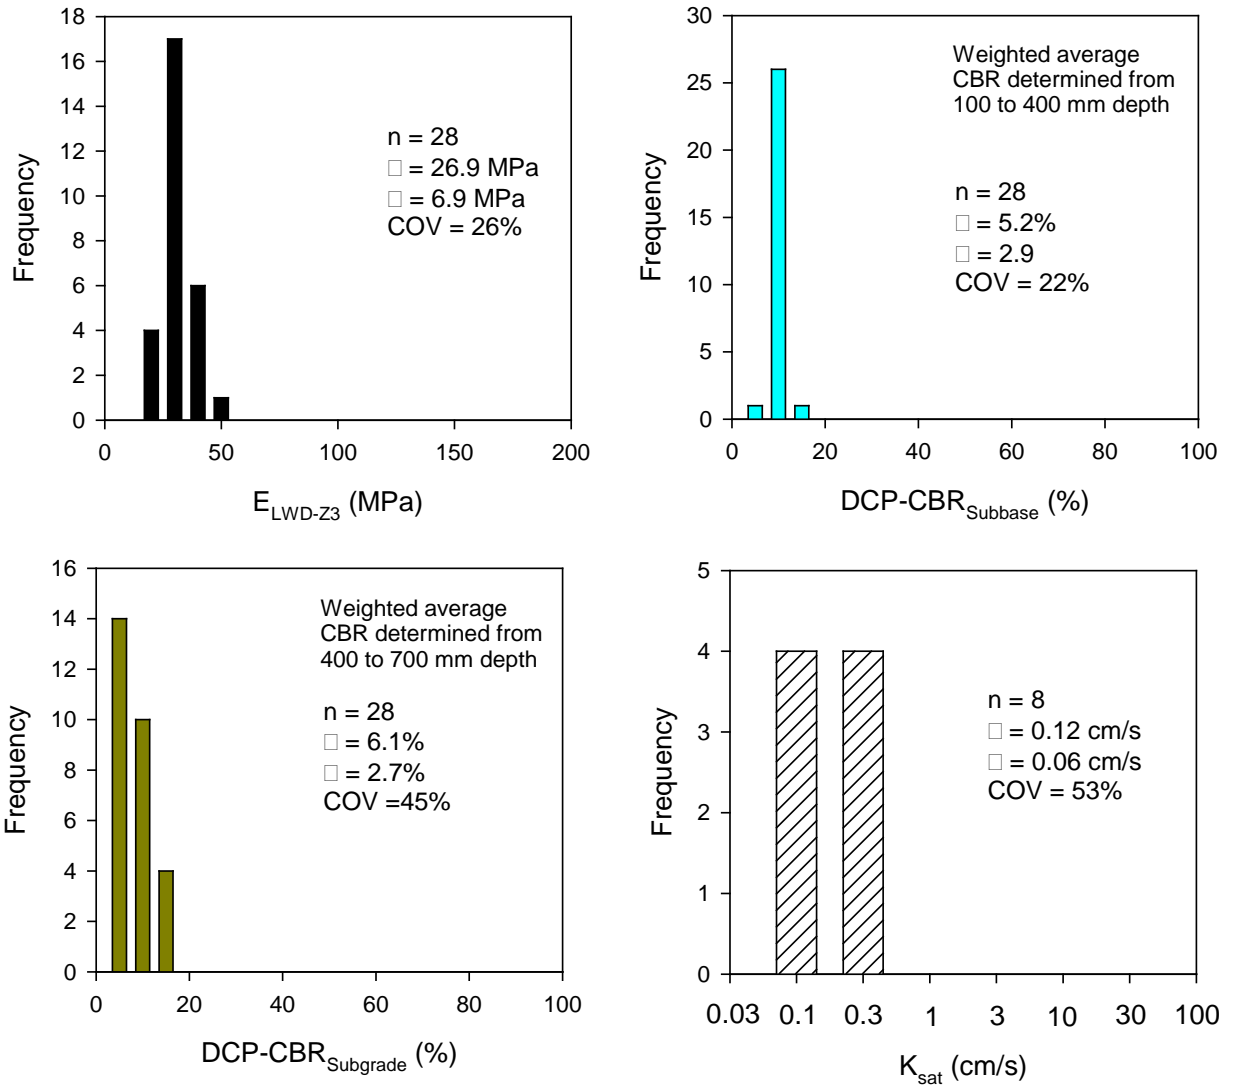 18
16
14
12
10
8
6
4
2
0
Frequency
n = 28
□ = 26.9 MPa
□ = 6.9 MPa
COV = 26%
0 50 100 150 200
E LWD-Z3 (MPa)
30
25
20
15
10
5
0
Frequency
Weighted average
CBR determined from
100 to 400 mm depth
n = 28
□ = 5.2%
□ = 2.9
COV = 22%
0 20 40 60 80 100
DCP-CBR Subbase (%)
16
14
12
10
8
6
4
2
0
Frequency
Weighted average
CBR determined from
400 to 700 mm depth
n = 28
□ = 6.1%
□ = 2.7%
COV =45%
0 20 40 60 80 100
DCP-CBR Subgrade (%)
5
4
3
2
1
0
Frequency
n = 8
□ = 0.12 cm/s
□ = 0.06 cm/s
COV = 53%
0.03 0.1 0.3 1 3 10 30 100
K sat (cm/s)